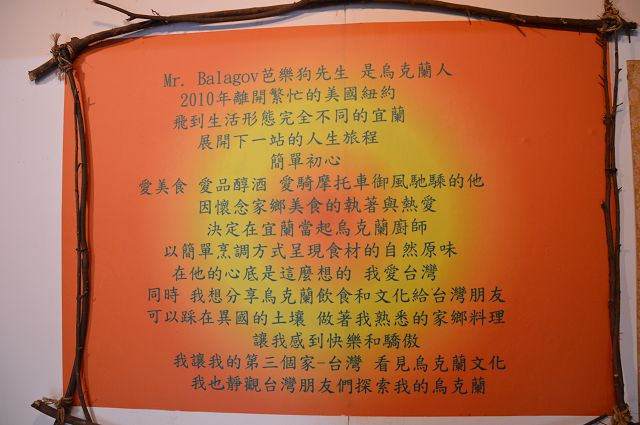 Mr. Balagov芭樂狗先生 是烏克蘭人
2010年離開繁忙的美國紐約
飛到生活形態完全不同的宜蘭
展開下一站的人生旅程
簡單初心
愛美食 愛品醇酒 愛騎摩托車御風馳騁的他
因懷念家鄉美食的執著與熱愛
決定在宜蘭當起烏克蘭廚師
以簡單烹調方式呈現食材的自然原味
在他的心底是這麼想的 我愛台灣
同時 我想分享烏克蘭飲食和文化給台灣朋友
可以踩在異國的土壤 做著我熟悉的家鄉料理
讓我感到快樂和驕傲
我讓我的第三個家-台灣 看見烏克蘭文化
我也靜觀台灣朋友們探索我的烏克蘭